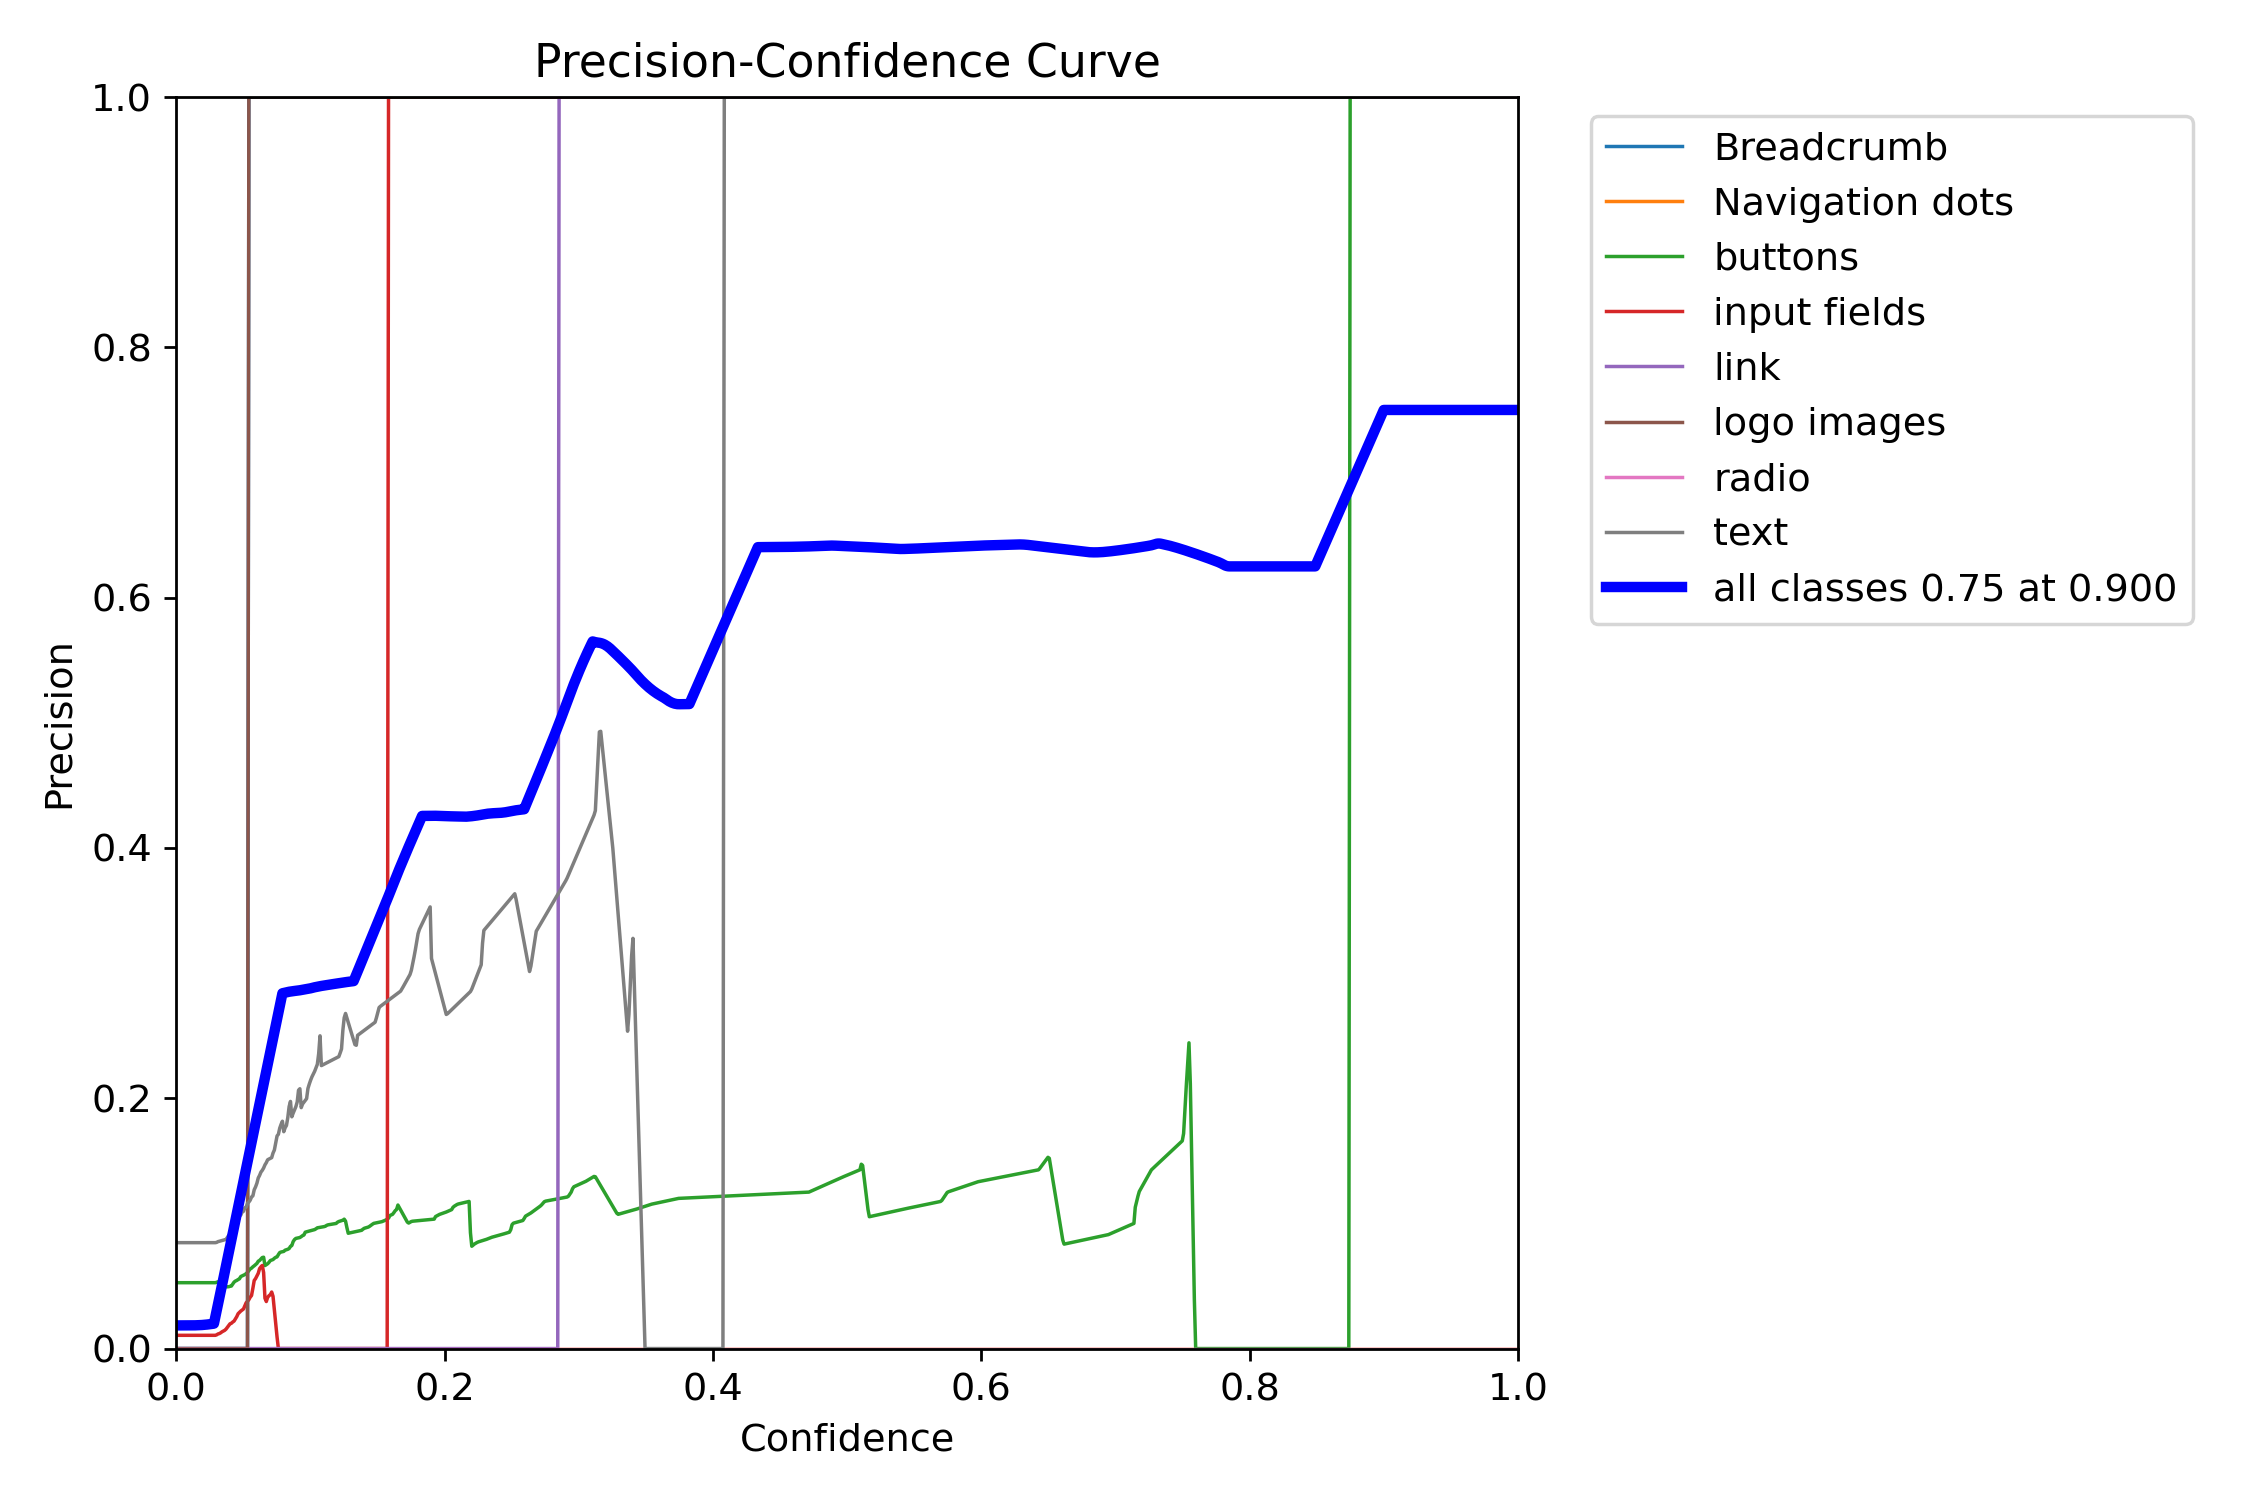 Precision-Confidence Curve
1.0
0.8
0.6
0.4
0.2
0.0
Precision
0.0 0.2 0.4 0.6 0.8 1.0
Confidence
Breadcrumb
Navigation dots
buttons
input fields
link
logo images
radio
text
all classes 0.75 at 0.900